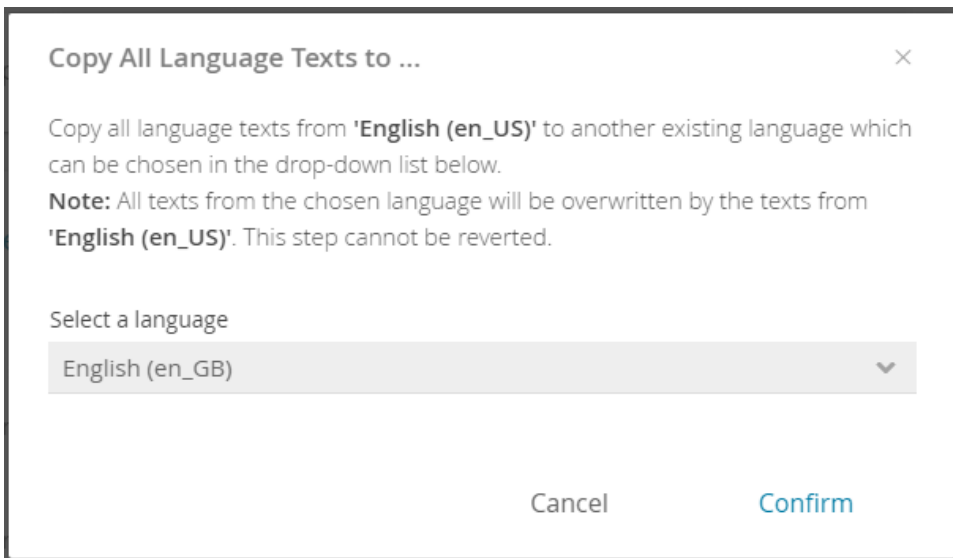 Copy All Language Texts to ...
Copy all language texts from 'English (en_US)' to another existing language which
can be chosen in the drop-down list below.
Note: All texts from the chosen language will be overwritten by the texts from
'English (en_US)'. This step cannot be reverted.
Select a language
English (en_GB)
Cancel Confirm